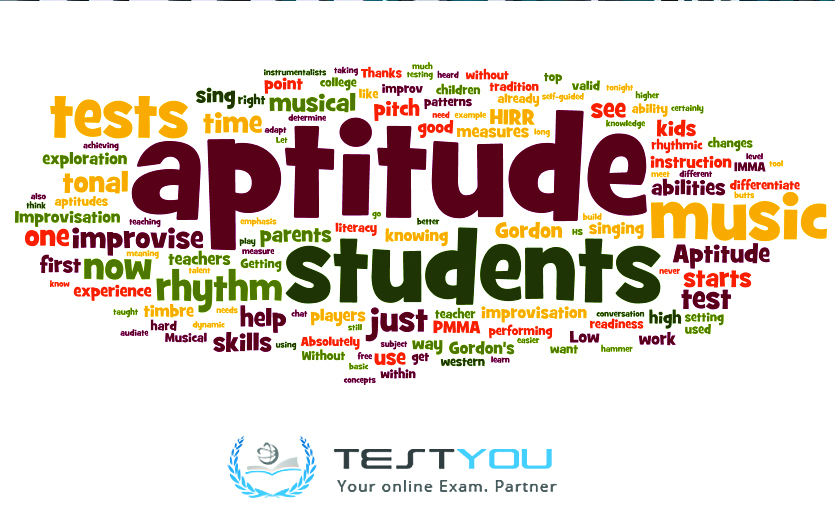 instrumentalists taking Thanks much testing heard without top
point college like improv children tradition valid tonight
sing right musical pitch patterns already self-guided see higher ability certainly
tests time adapt determine Let good need example HIRR measures long knowledge kids
achieving exploration rhythmic changes
aptitude
tonal instruction level IMMA tool
meet different abilities differentiate
also think aptitudes butts
Improvisation teaching emphasis go better build music
one improvise play parents literacy knowing Gordon HS singing
meaning measure Aptitude
first now teachers talent Getting students never starts
know experience rhythm test
taught timbre needs help chat players still just teacher improvisation conversation high setting
audiate hard dynamic PMMA performing readiness used
Musical skills using Absolutely subject way easier Low work
Without free use get Gordon's want hammer
basic western learn
concepts within
TESTYOU
Your online Exam. Partner